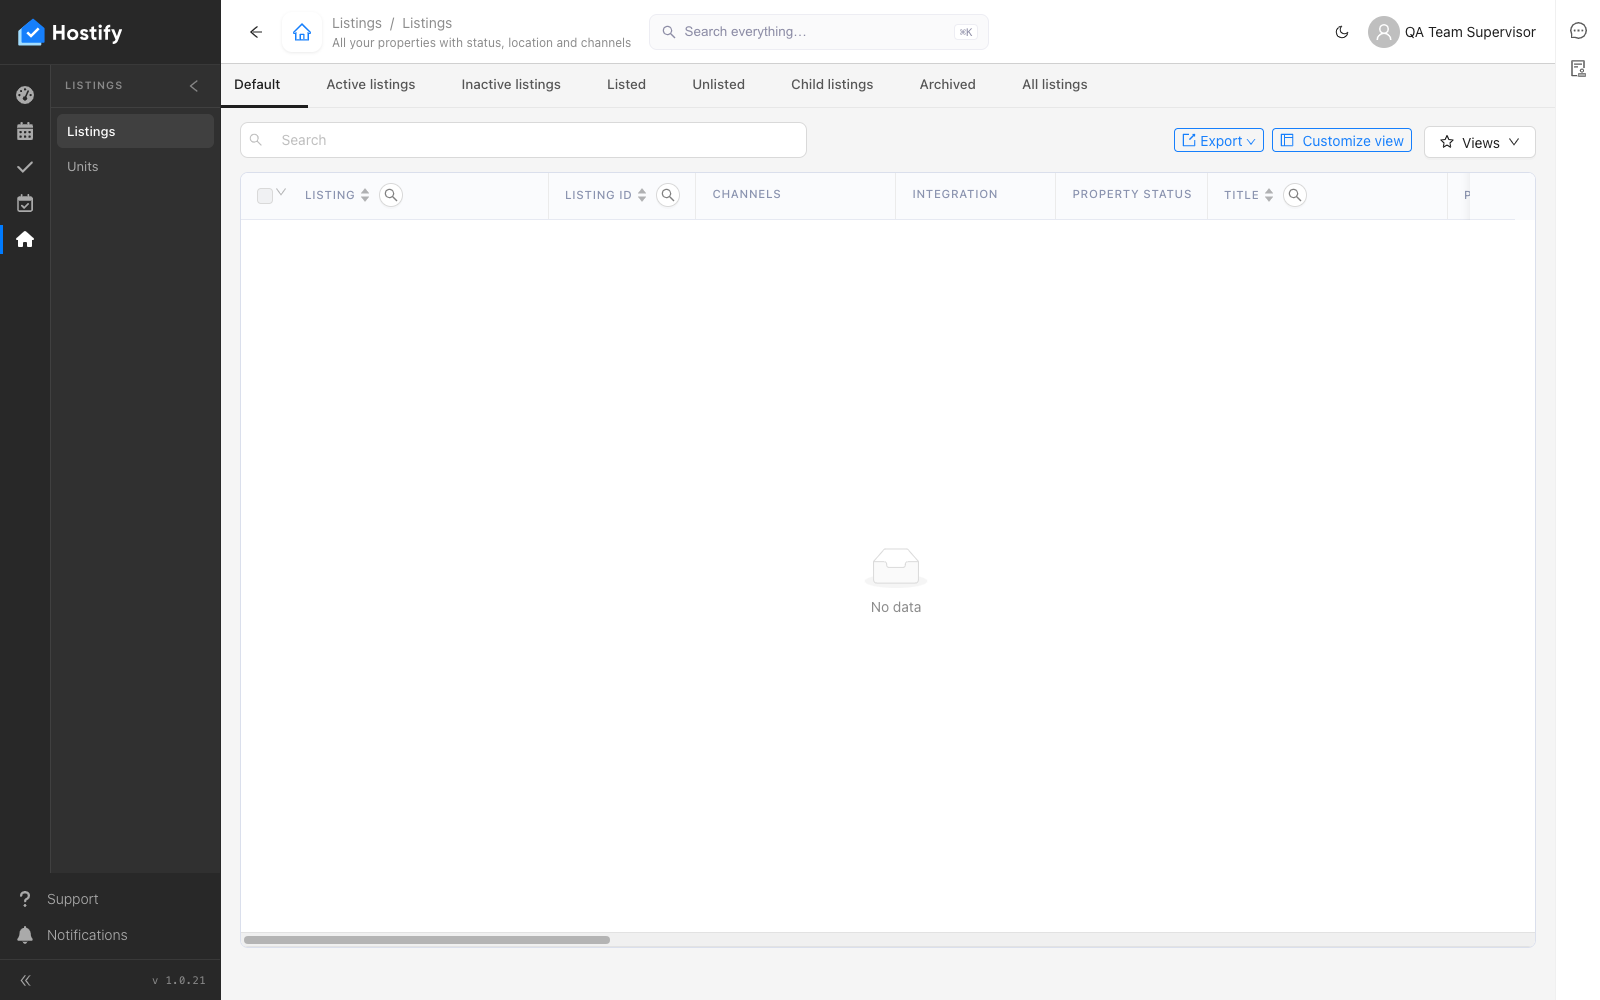 Hostify
Listings / Listings
All your properties with status, location and channels
Search everything...
⌘K
QA Team Supervisor
LISTINGS
Listings
Units
Default
Active listings
Inactive listings
Listed
Unlisted
Child listings
Archived
All listings
Search
Export
Customize view
Views
LISTING
LISTING ID
CHANNELS
INTEGRATION
PROPERTY STATUS
TITLE
P
No data
Support
Notifications
v 1.0.21